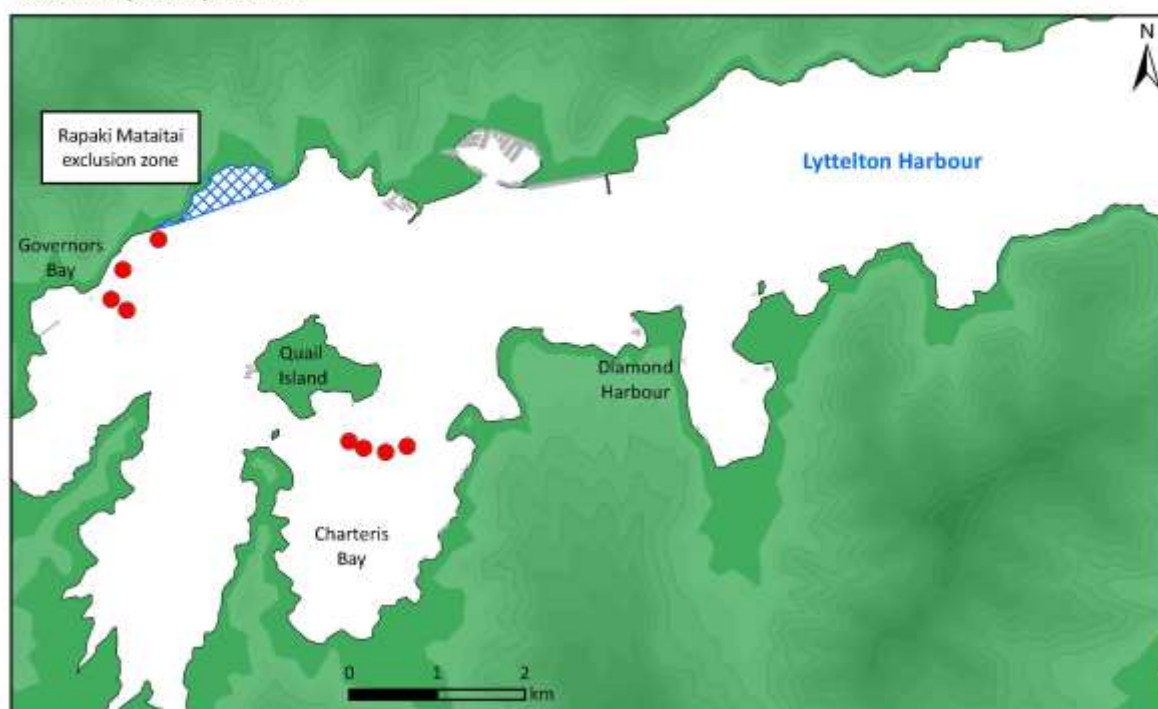 N
Rapaki Mataitai
exclusion zone
Lyttelton Harbour
Governors
Bay
Quail
Island
Diamond
Harbour
Charteris
Bay
0 1 2
km